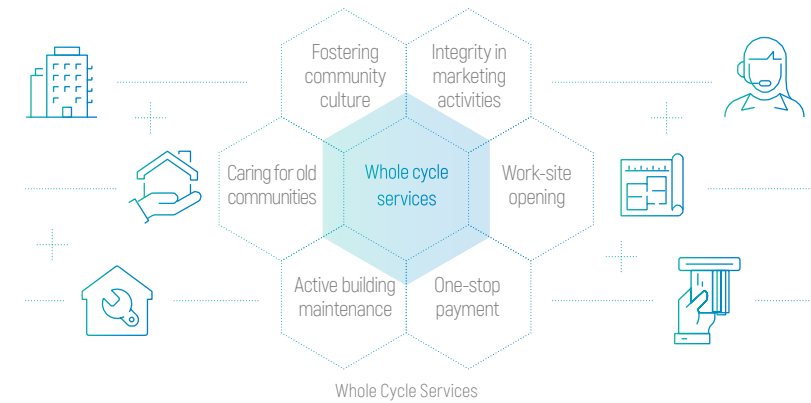 Fostering
community
culture
Integrity in
marketing
activities
Caring for old
communities
Whole cycle
services
Work-site
opening
Active building
maintenance
One-stop
payment
Whole Cycle Services